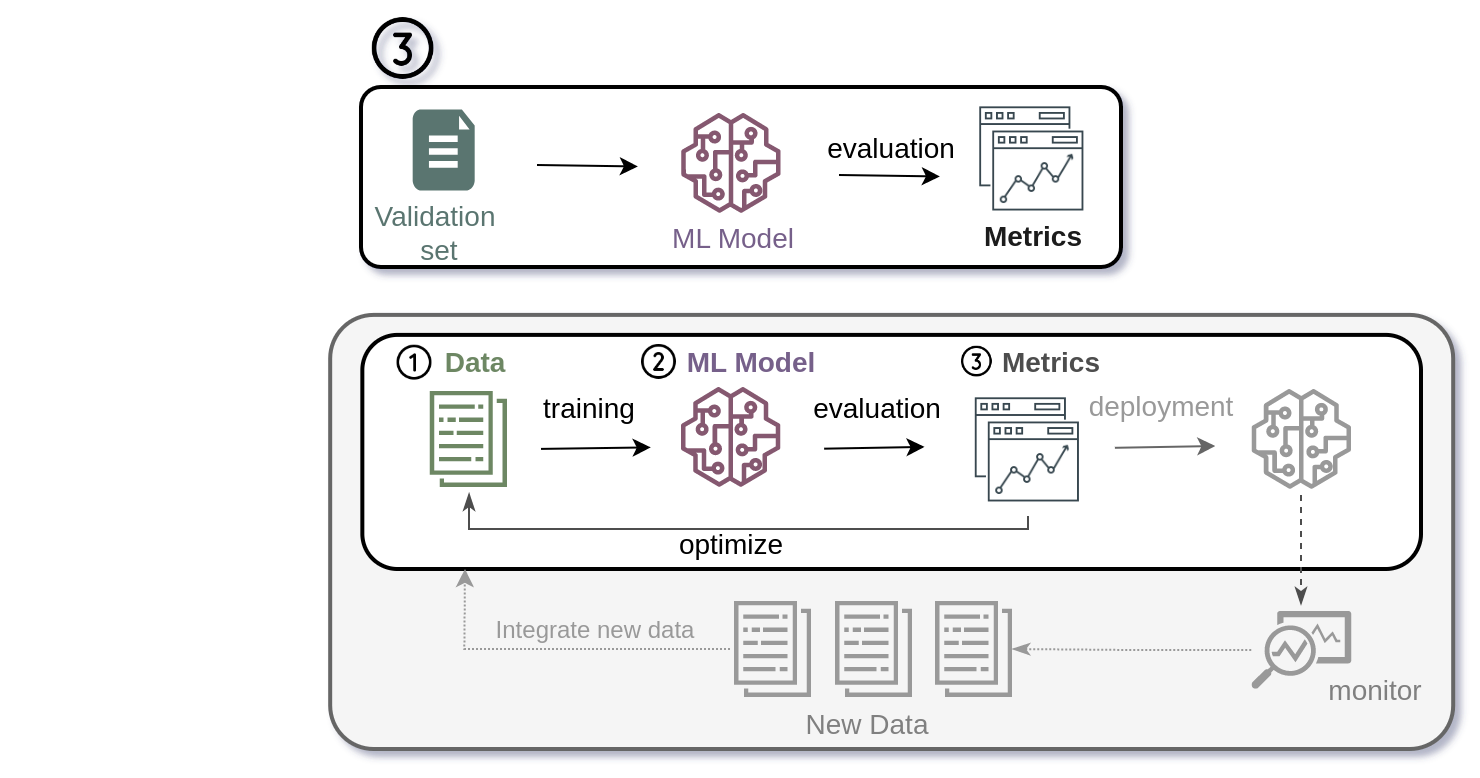 3
Validation
set
ML Model
evaluation
Metrics
1 Data
2 ML Model
3 Metrics
training
evaluation
deployment
optimize
Integrate new data
New Data
monitor